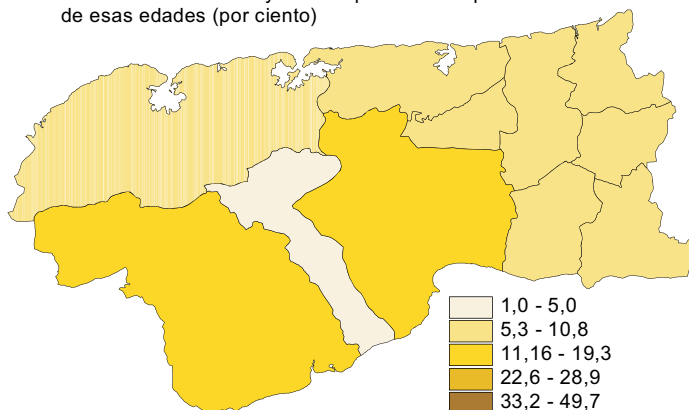 de esas edades (por ciento)
1,0 - 5,0
5,3 - 10,8
11,16 - 19,3
22,6 - 28,9
33,2 - 49,7